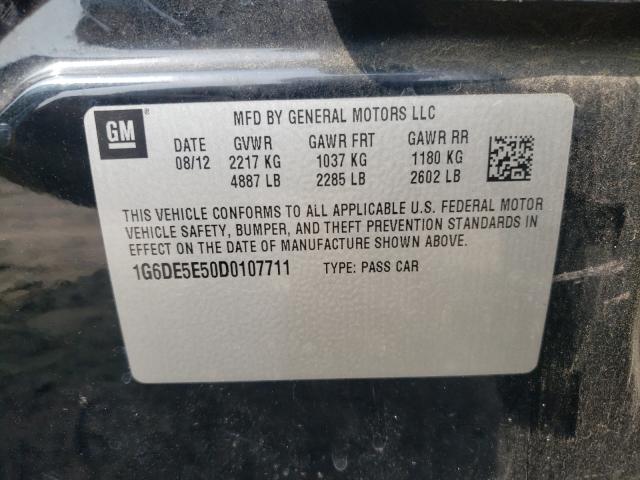 GM ®
MFD BY GENERAL MOTORS LLC
DATE GVWR GAWR FRT GAWR RR
08/12 2217 KG 1037 KG 1180 KG
4887 LB 2285 LB 2602 LB
THIS VEHICLE CONFORMS TO ALL APPLICABLE U.S. FEDERAL MOTOR
VEHICLE SAFETY, BUMPER, AND THEFT PREVENTION STANDARDS IN
EFFECT ON THE DATE OF MANUFACTURE SHOWN ABOVE.
1G6DE5E50D0107711 TYPE: PASS CAR